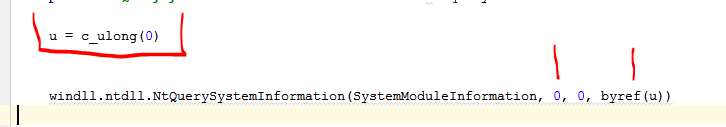 u = c_ulong(0)
windll.ntdll.NtQuerySystemInformation(SystemModuleInformation, 0, 0, byref(u))